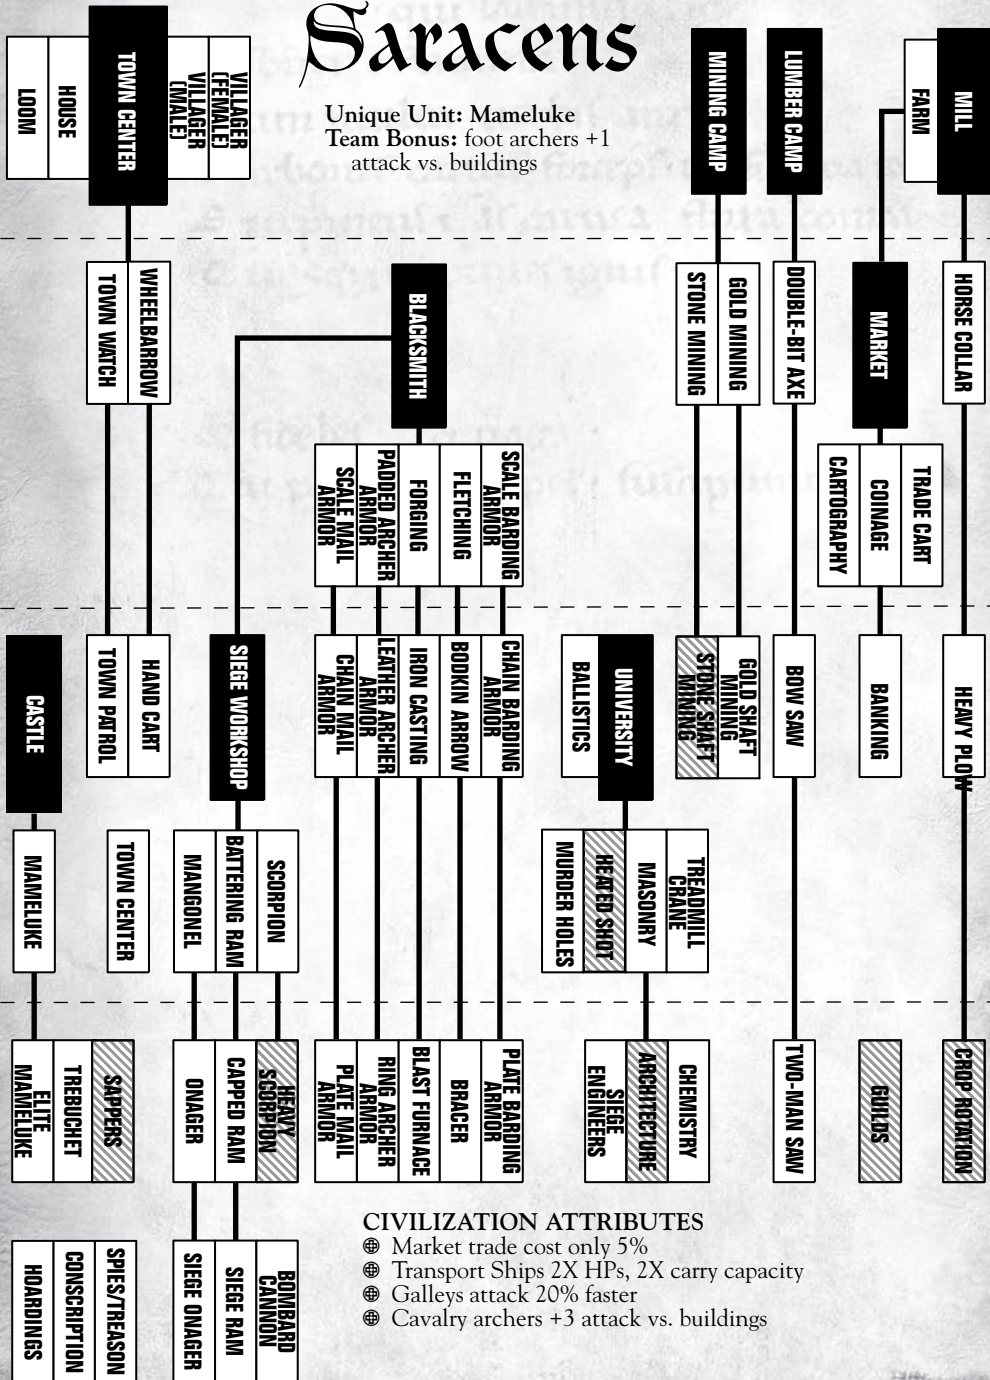 Saracens
Unique Unit: Mameluke
Team Bonus: foot archers +1
attack vs. buildings
LOOM
HOUSE
TOWN CENTER
VILLAGER
(MALE)
VILLAGER
(FEMALE)
MINING CAMP
LUMBER CAMP
FARM
MILL
TOWN WATCH
WHEELBARROW
BLACKSMITH
STONE MINING
GOLD MINING
DOUBLE-BIT AXE
MARKET
HORSE COLLAR
SCALE MAIL
ARMOR
PADDED ARCHER
ARMOR
FORGING
FLETCHING
SCALE BARDING
ARMOR
CARTOGRAPHY
COINAGE
TRADE CART
CASTLE
TOWN PATROL
HAND CART
SIEGE WORKSHOP
CHAIN MAIL
ARMOR
LEATHER ARCHER
ARMOR
IRON CASTING
BODKIN ARROW
CHAIN BARDING
ARMOR
BALLISTICS
UNIVERSITY
STONE SHAFT
MINING
GOLD SHAFT
MINING
BOW SAW
BANKING
HEAVY PLOW
MAMELUKE
TOWN CENTER
MANGONEL
BATTERING RAM
SCORPION
MURDER HOLES
HEATED SHOT
MASONRY
TREADMILL
CRANE
ELITE
MAMELUKE
TREBUCHET
SAPPERS
ONAGER
CAPPED RAM
HEAVY
SCORPION
PLATE MAIL
ARMOR
RING ARCHER
ARMOR
BLAST FURNACE
BRACER
PLATE BARDING
ARMOR
SIEGE
ENGINEERS
ARCHITECTURE
CHEMISTRY
TWO-MAN SAW
GUILDS
CROP ROTATION
HOARDINGS
CONSCRIPTION
SPIES/TREASON
SIEGE ONAGER
SIEGE RAM
BOMBARD
CANNON
CIVILIZATION ATTRIBUTES
Market trade cost only 5%
Transport Ships 2X HPs, 2X carry capacity
Galleys attack 20% faster
Cavalry archers +3 attack vs. buildings